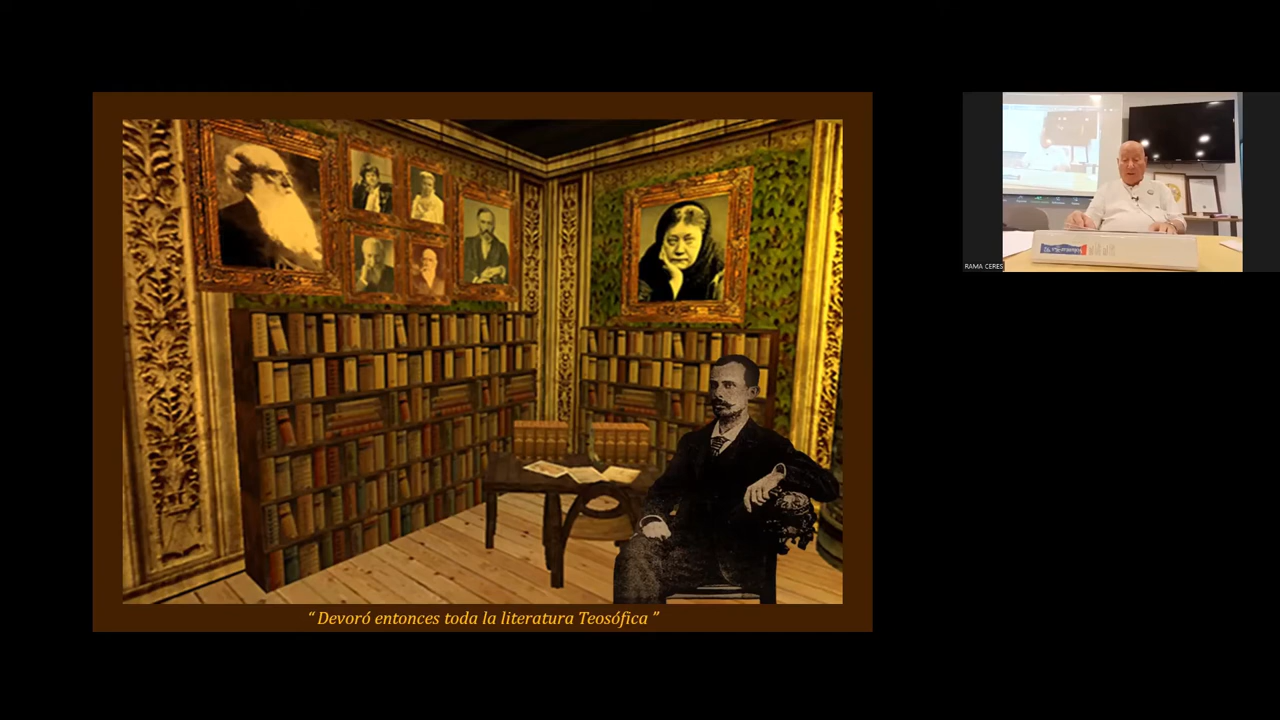 “ Devoró entonces toda la literatura Teosófica ”
RAMA CERES